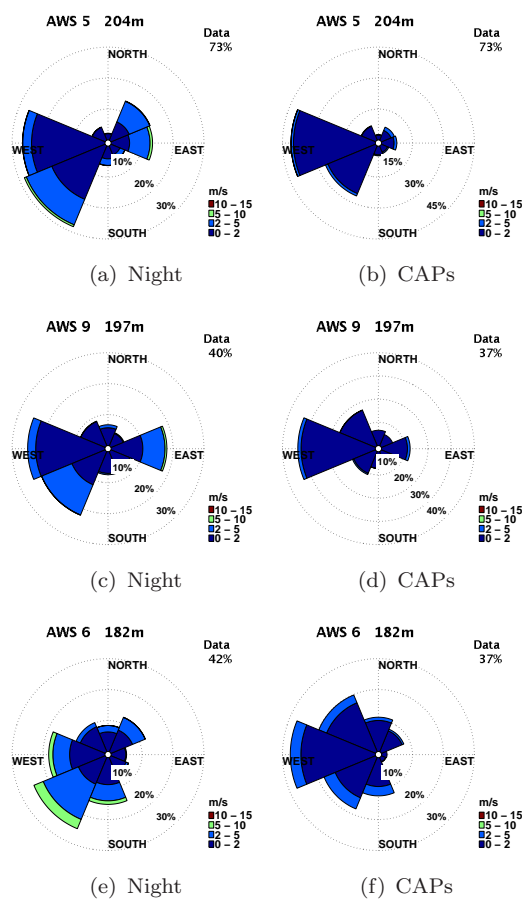 AWS 5 204m
Data
73%
NORTH
WEST
EAST
10%
20%
30%
SOUTH
m/s
10 – 15
5 – 10
2 – 5
0 – 2
(a) Night
AWS 5 204m
Data
73%
NORTH
WEST
EAST
15%
30%
45%
SOUTH
m/s
10 – 15
5 – 10
2 – 5
0 – 2
(b) CAPs
AWS 9 197m
Data
40%
NORTH
WEST
EAST
10%
20%
30%
SOUTH
m/s
10 – 15
5 – 10
2 – 5
0 – 2
(c) Night
AWS 9 197m
Data
37%
NORTH
WEST
EAST
10%
20%
30%
40%
SOUTH
m/s
10 – 15
5 – 10
2 – 5
0 – 2
(d) CAPs
AWS 6 182m
Data
42%
NORTH
WEST
EAST
10%
20%
30%
SOUTH
m/s
10 – 15
5 – 10
2 – 5
0 – 2
(e) Night
AWS 6 182m
Data
37%
NORTH
WEST
EAST
10%
20%
30%
SOUTH
m/s
10 – 15
5 – 10
2 – 5
0 – 2
(f) CAPs